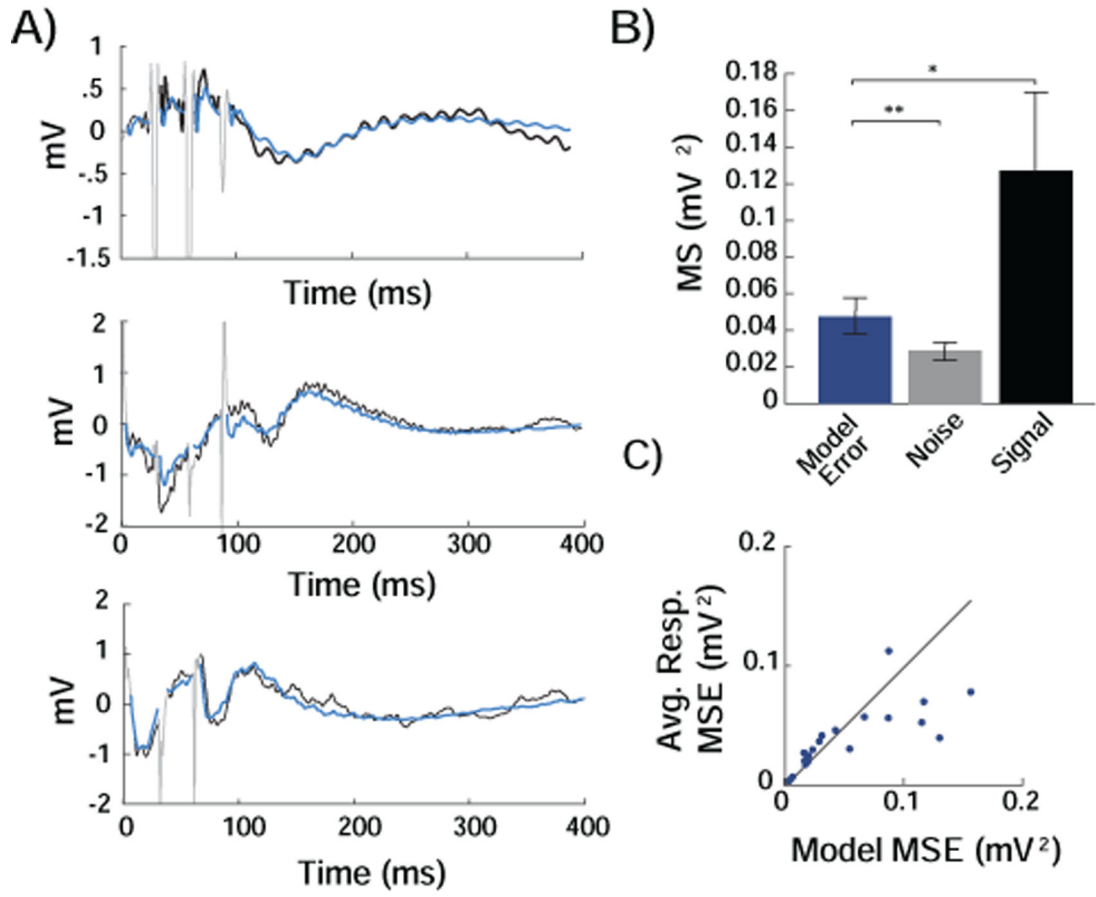 A)
1
.5
0
-.5
-1
-1.5
mV
Time (ms)
2
1
0
-1
-2
mV
0 100 200 300 400
Time (ms)
2
1
0
-1
-2
mV
0 100 200 300 400
Time (ms)
B)
0.18
0.16
0.14
0.12
0.1
0.08
0.06
0.04
0.02
0
MS (mV 2)
*
**
Model
Error
Noise
Signal
C)
0.2
0.1
0
Avg. Resp.
MSE (mV2)
0 0.1 0.2
Model MSE (mV2)